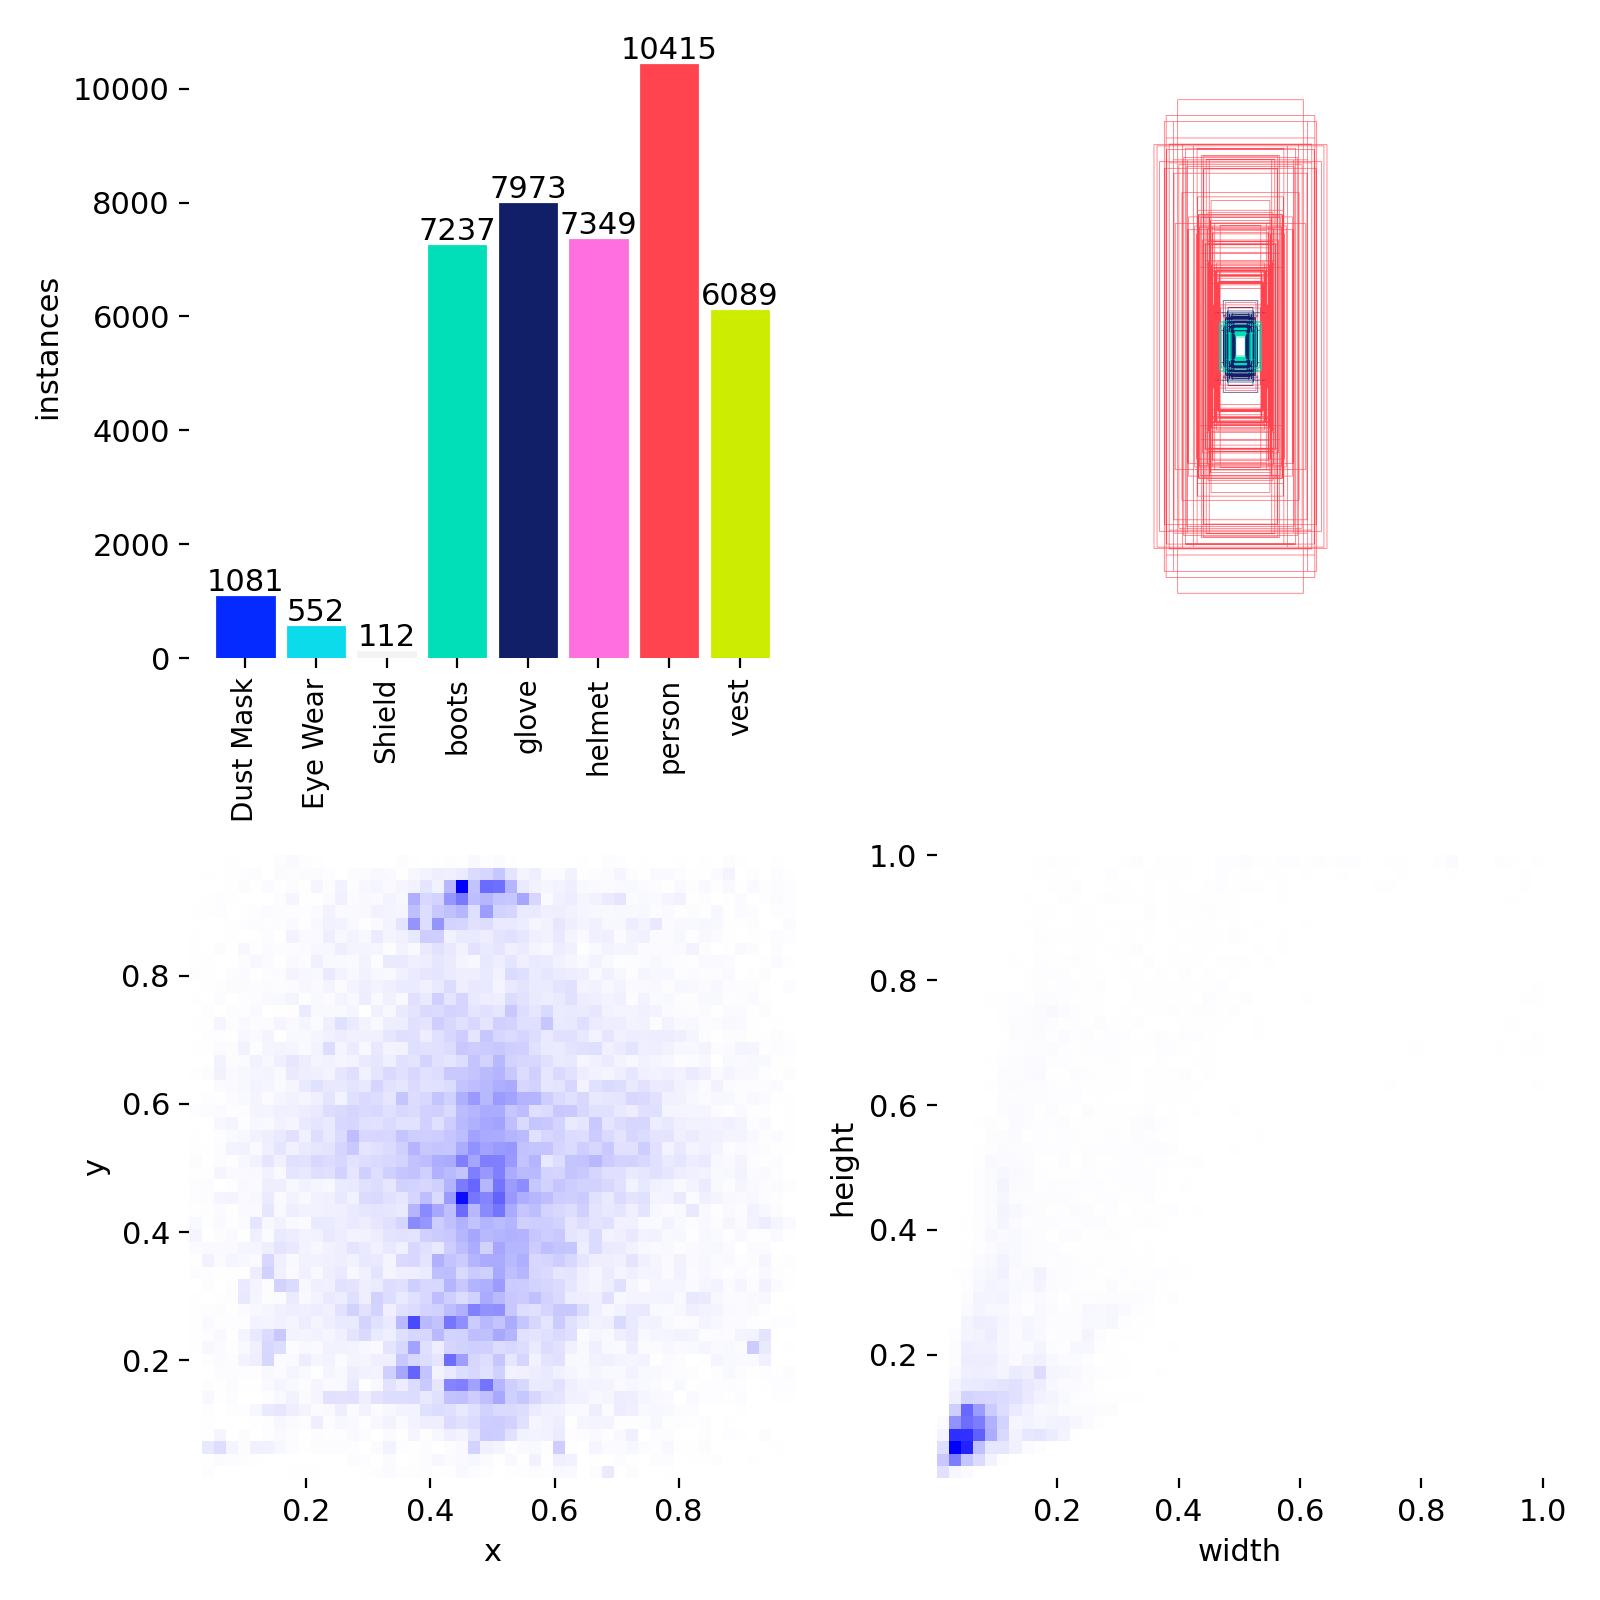 10415
10000
8000
7973
7237
7349
6089
6000
4000
2000
1081
552
112
0
instances
Dust Mask
Eye Wear
Shield
boots
glove
helmet
person
vest
0.8
0.6
0.4
0.2
y
0.2 0.4 0.6 0.8
x
1.0
0.8
0.6
0.4
0.2
height
0.2 0.4 0.6 0.8 1.0
width